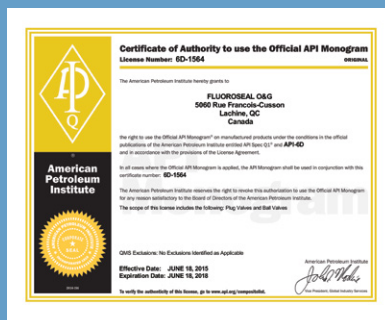 Certificate of Authority to use the Official API Monogram
License Number: 6D-1564
ORIGINAL
The American Petroleum Institute hereby grants to
FLUOROSEAL O&G
5060 Rue Francois-Cusson
Lachine, QC
Canada
the right to use the Official API Monogram® on manufactured products under the conditions in the official
publications of the American Petroleum Institute entitled API Spec Q1® and API-6D
and in accordance with the provisions of the License Agreement.
In all cases where the Official API Monogram is applied, the API Monogram shall be used in conjunction with this
certificate number: 6D-1564
The American Petroleum Institute reserves the right to revoke this authorization to use the Official API Monogram
for any reason satisfactory to the Board of Directors of the American Petroleum Institute.
The scope of this license includes the following: Plug Valves and Ball Valves
QMS Exclusions: No Exclusions Identified as Applicable
Effective Date: JUNE 18, 2015
Expiration Date: JUNE 18, 2018
To verify the authenticity of this license, go to www.api.org/compositelist.
American Petroleum Institute
Vice President, Global Industry Services
API
Q
®
American
Petroleum
Institute